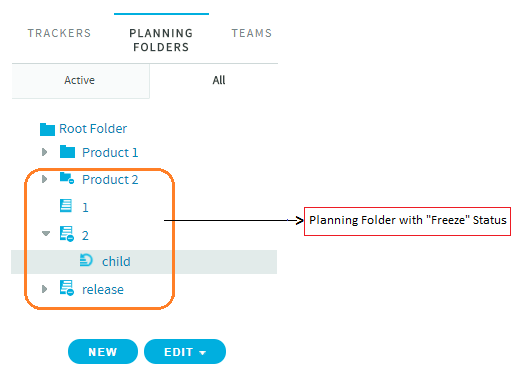 TRACKERS
PLANNING FOLDERS
TEAMS
Active
All
Root Folder
Product 1
Product 2
1
2
child
release
Planning Folder with "Freeze" Status
NEW
EDIT